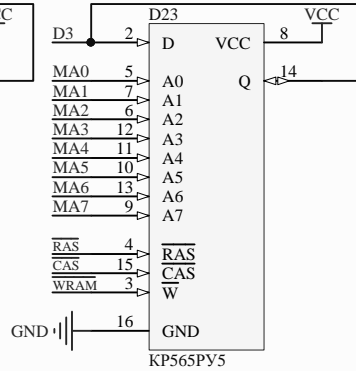 C D23 VCC
D3 2 D VCC 8
MA0 5 A0 Q 14
MA1 7 A1
MA2 6 A2
MA3 12 A3
MA4 11 A4
MA5 10 A5
MA6 13 A6
MA7 9 A7
RAS 4 RAS
CAS 15 CAS
WRAM 3 W
GND 16 GND
КР565РУ5